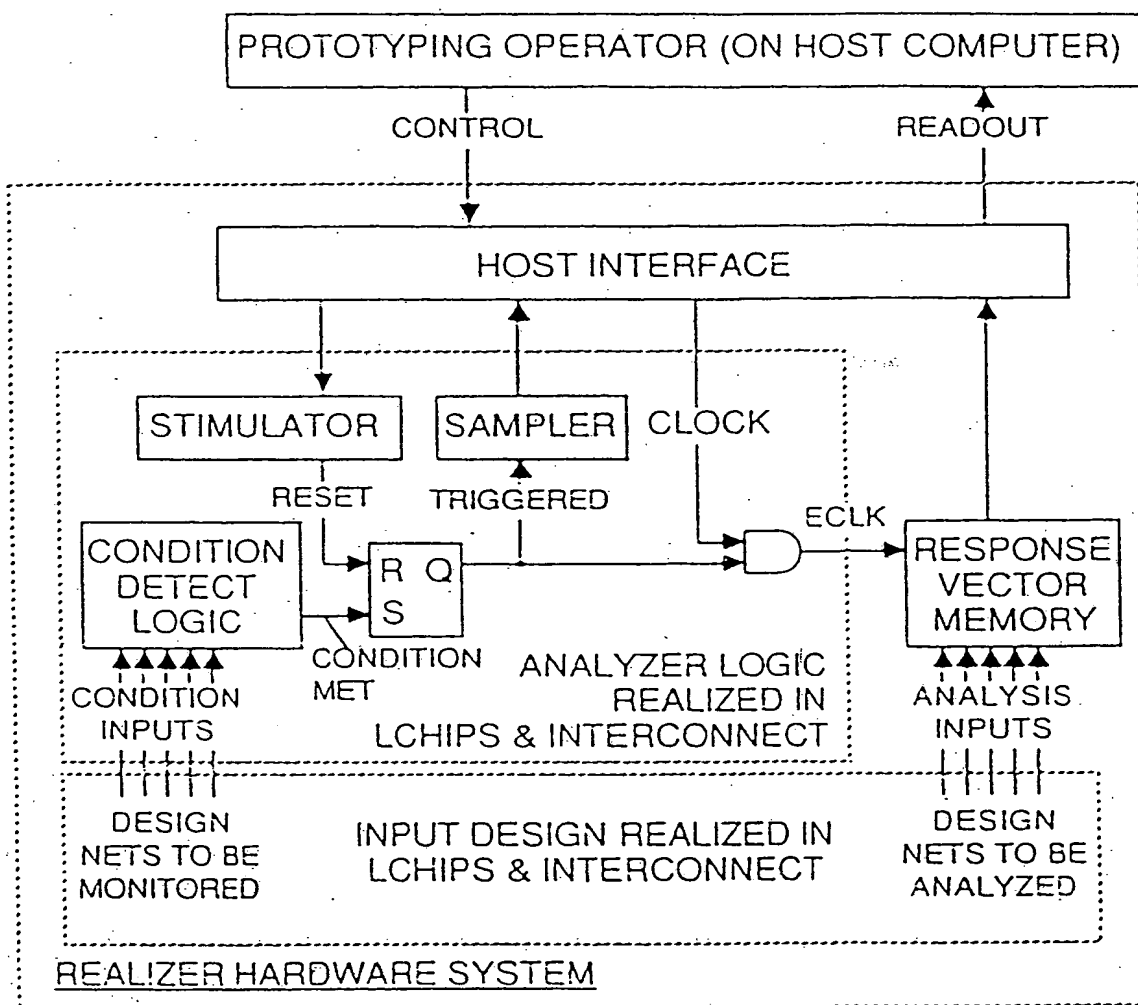 PROTOTYPING OPERATOR (ON HOST COMPUTER)
CONTROL
READOUT
HOST INTERFACE
STIMULATOR
SAMPLER
CLOCK
RESET
TRIGGERED
ECLK
CONDITION
DETECT
LOGIC
R Q
S
RESPONSE
VECTOR
MEMORY
CONDITION
MET
ANALYZER LOGIC
REALIZED IN
LCHIPS & INTERCONNECT
CONDITION
INPUTS
ANALYSIS
INPUTS
DESIGN
NETS TO BE
MONITORED
INPUT DESIGN REALIZED IN
LCHIPS & INTERCONNECT
DESIGN
NETS TO BE
ANALYZED
REALIZER HARDWARE SYSTEM